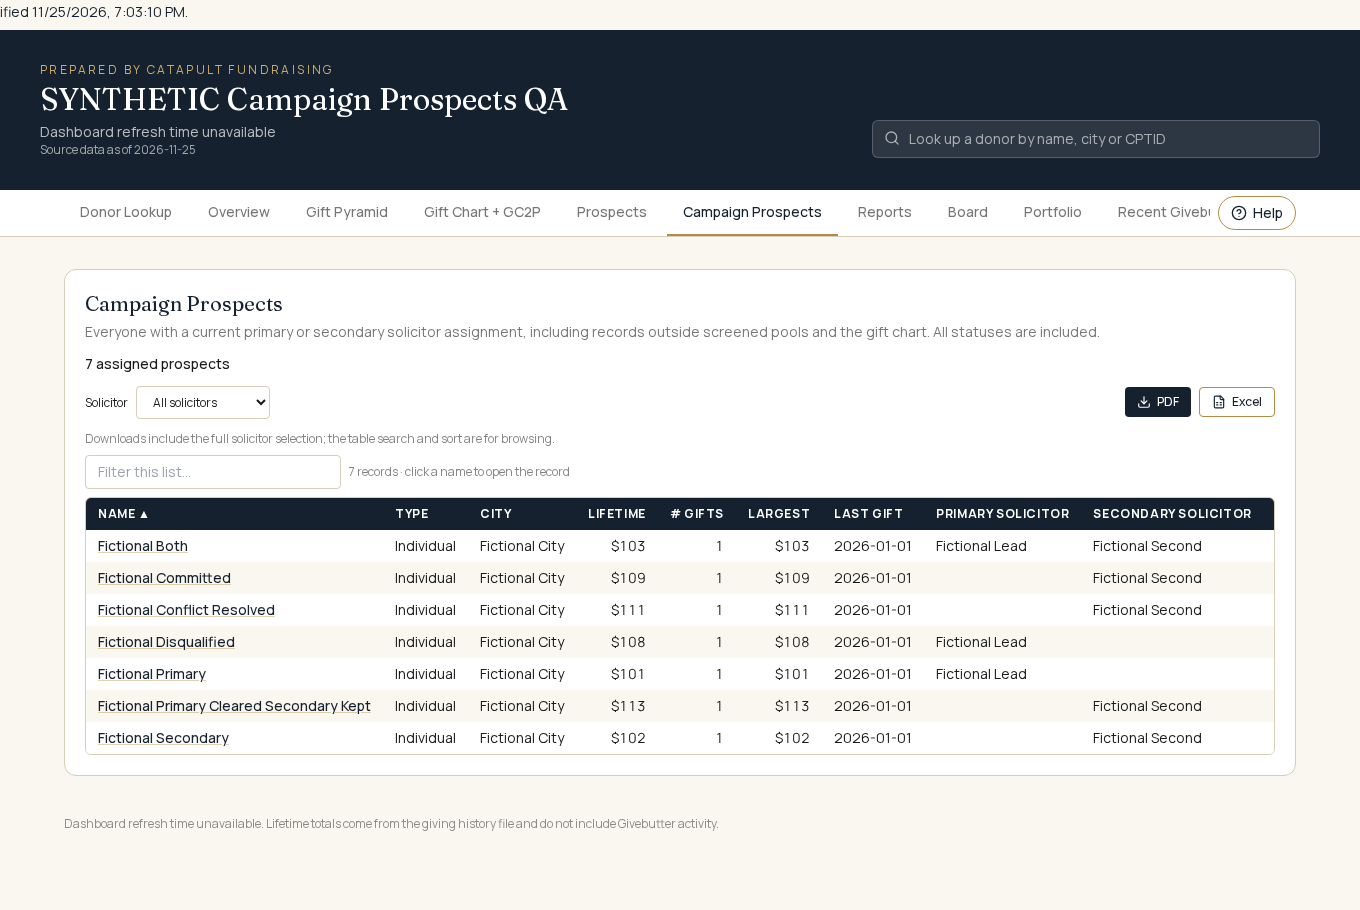 ified 11/25/2026, 7:03:10 PM.
PREPARED BY CATAPULT FUNDRAISING
SYNTHETIC Campaign Prospects QA
Dashboard refresh time unavailable
Source data as of 2026-11-25
Look up a donor by name, city or CPTID
Donor Lookup Overview Gift Pyramid Gift Chart + GC2P Prospects Campaign Prospects Reports Board Portfolio Recent Giveb Help
Campaign Prospects
Everyone with a current primary or secondary solicitor assignment, including records outside screened pools and the gift chart. All statuses are included.
7 assigned prospects
Solicitor All solicitors PDF Excel
Downloads include the full solicitor selection; the table search and sort are for browsing.
Filter this list... 7 records · click a name to open the record
NAME ▲ TYPE CITY LIFETIME # GIFTS LARGEST LAST GIFT PRIMARY SOLICITOR SECONDARY SOLICITOR
Fictional Both Individual Fictional City $103 1 $103 2026-01-01 Fictional Lead Fictional Second
Fictional Committed Individual Fictional City $109 1 $109 2026-01-01 Fictional Second
Fictional Conflict Resolved Individual Fictional City $111 1 $111 2026-01-01 Fictional Second
Fictional Disqualified Individual Fictional City $108 1 $108 2026-01-01 Fictional Lead
Fictional Primary Individual Fictional City $101 1 $101 2026-01-01 Fictional Lead
Fictional Primary Cleared Secondary Kept Individual Fictional City $113 1 $113 2026-01-01 Fictional Second
Fictional Secondary Individual Fictional City $102 1 $102 2026-01-01 Fictional Second
Dashboard refresh time unavailable. Lifetime totals come from the giving history file and do not include Givebutter activity.